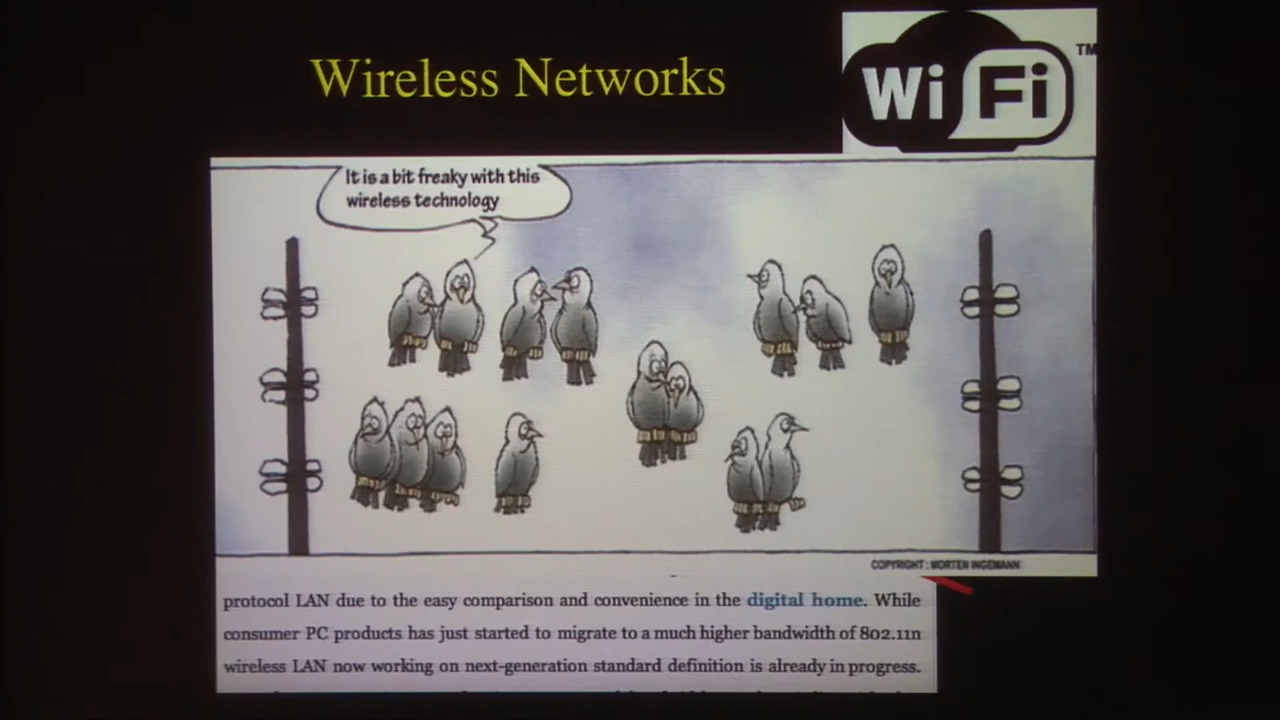 Wireless Networks
WiFi
TM
It is a bit freaky with this
wireless technology
COPYRIGHT: MORTEN INGEMANN
protocol LAN due to the easy comparison and convenience in the digital home. While
consumer PC products has just started to migrate to a much higher bandwidth of 802.11n
wireless LAN now working on next-generation standard definition is already in progress.